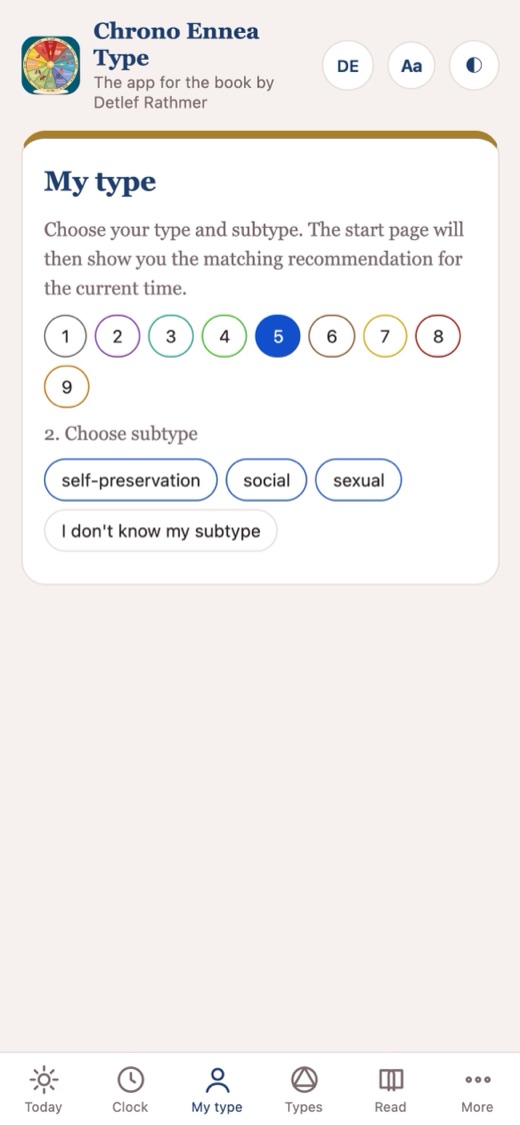 Chrono Ennea
Type
The app for the book by
Detlef Rathmer
DE
Aa
My type
Choose your type and subtype. The start page will
then show you the matching recommendation for
the current time.
1 2 3 4 5 6 7 8
9
2. Choose subtype
self-preservation social sexual
I don't know my subtype
Today Clock My type Types Read More